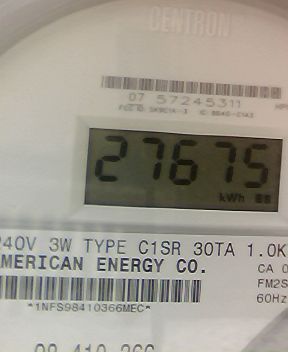 CENTRON
07 57245311
27675
kWh
240V 3W TYPE C1SR 30TA 1.0K
AMERICAN ENERGY CO.
CA 0
FM2S
60Hz
*1NFS98410366MEC*